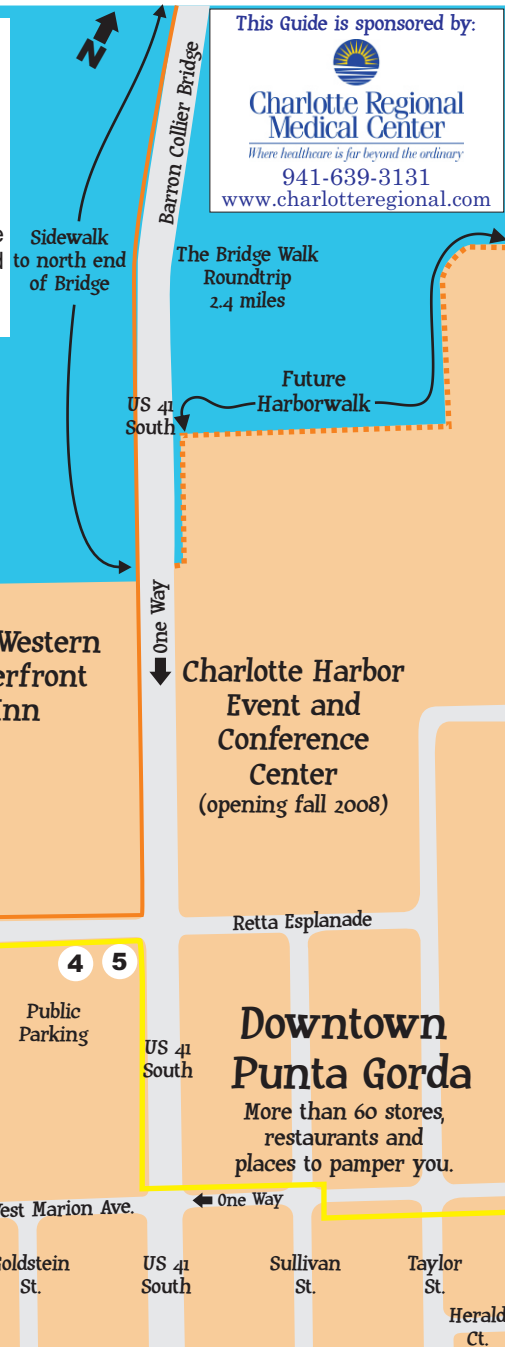 N
This Guide is sponsored by:
Charlotte Regional
Medical Center
Where healthcare is far beyond the ordinary
941-639-3131
www.charlotteregional.com
Barron Collier Bridge
Sidewalk
to north end
of Bridge
The Bridge Walk
Roundtrip
2.4 miles
Future
Harborwalk
US 41
South
One Way
Western
erfront
Inn
Charlotte Harbor
Event and
Conference
Center
(opening fall 2008)
Retta Esplanade
4 5
Public
Parking
US 41
South
Downtown
Punta Gorda
More than 60 stores,
restaurants and
places to pamper you.
West Marion Ave.
One Way
Goldstein
St.
US 41
South
Sullivan
St.
Taylor
St.
Herald
Ct.